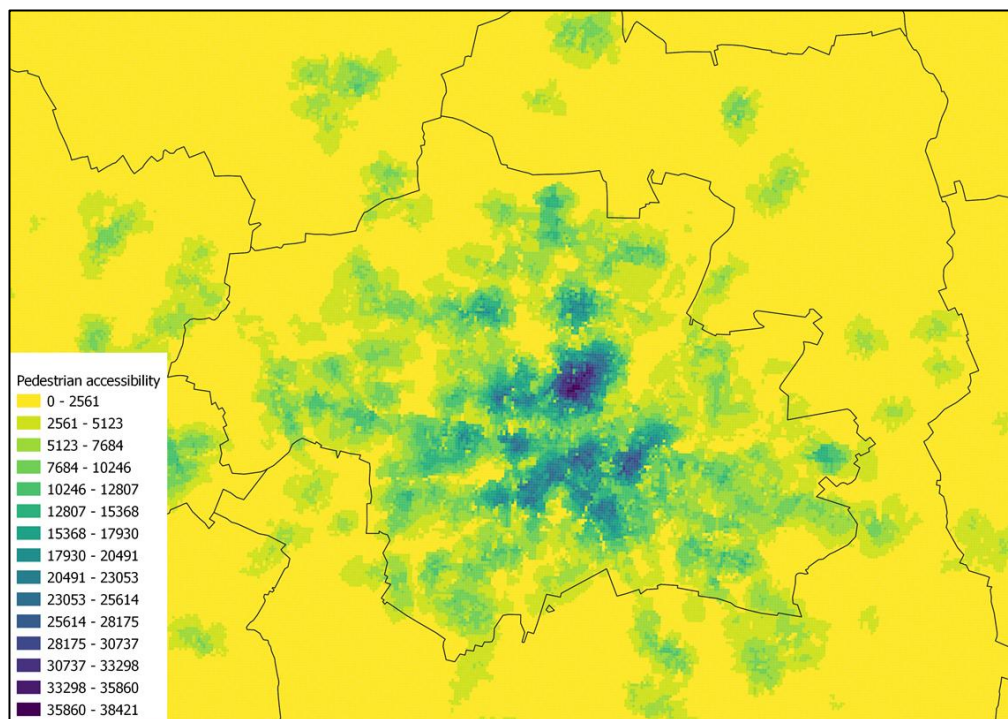 Pedestrian accessibility
0 - 2561
2561 - 5123
5123 - 7684
7684 - 10246
10246 - 12807
12807 - 15368
15368 - 17930
17930 - 20491
20491 - 23053
23053 - 25614
25614 - 28175
28175 - 30737
30737 - 33298
33298 - 35860
35860 - 38421